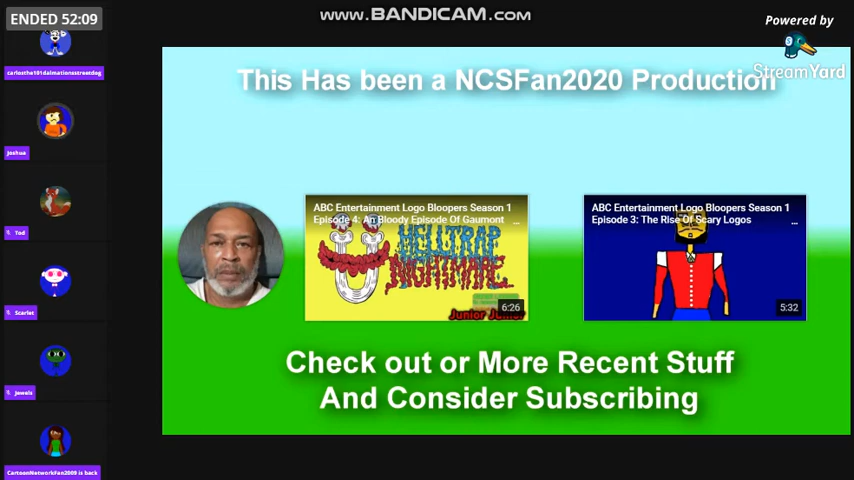 ENDED 52:09
www.BANDICAM.com
Powered by
StreamYard
carlosthe101dalmationsstreetdog
Joshua
Tod
Scarlet
Jewels
CartoonNetworkFan2009 is back
This Has been a NCSFan2020 Production
ABC Entertainment Logo Bloopers Season 1
Episode 4: An Bloody Episode Of Gaumont ...
HELLTRAP
NIGHTMARE
6:26
ABC Entertainment Logo Bloopers Season 1
Episode 3: The Rise Of Scary Logos ...
5:32
Check out or More Recent Stuff
And Consider Subscribing